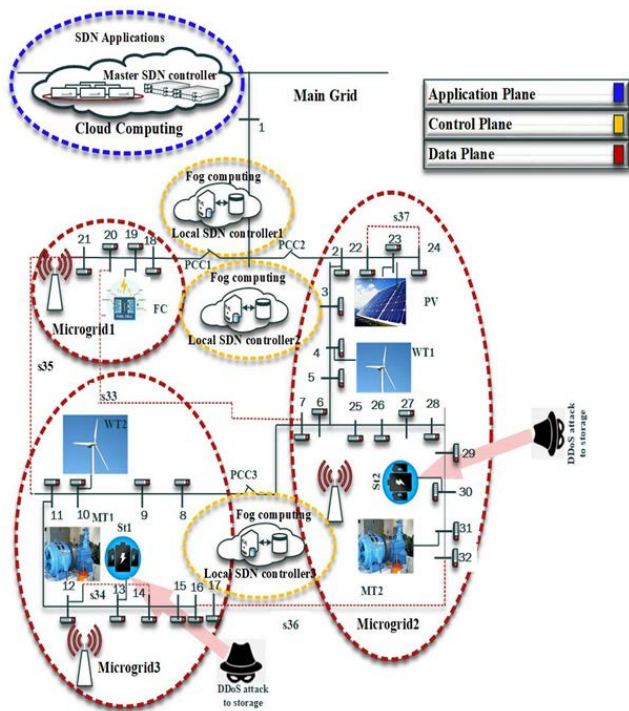 SDN Applications
Master SDN controller
Cloud Computing
Main Grid
Application Plane
Control Plane
Data Plane
1
Fog computing
Local SDN controller1
PCC1
PCC2
21
20
19
18
FC
Microgrid1
Fog computing
Local SDN controller2
s37
2
22
23
24
3
PV
4
WT1
5
s35
s33
7
6
25
26
27
28
29
DDoS attack
to storage
St2
30
31
32
MT2
Microgrid2
WT2
PCC3
11
10
9
8
MT1
St1
Fog computing
Local SDN controller3
12
s34
13
14
15
16
17
s36
Microgrid3
DDoS attack
to storage